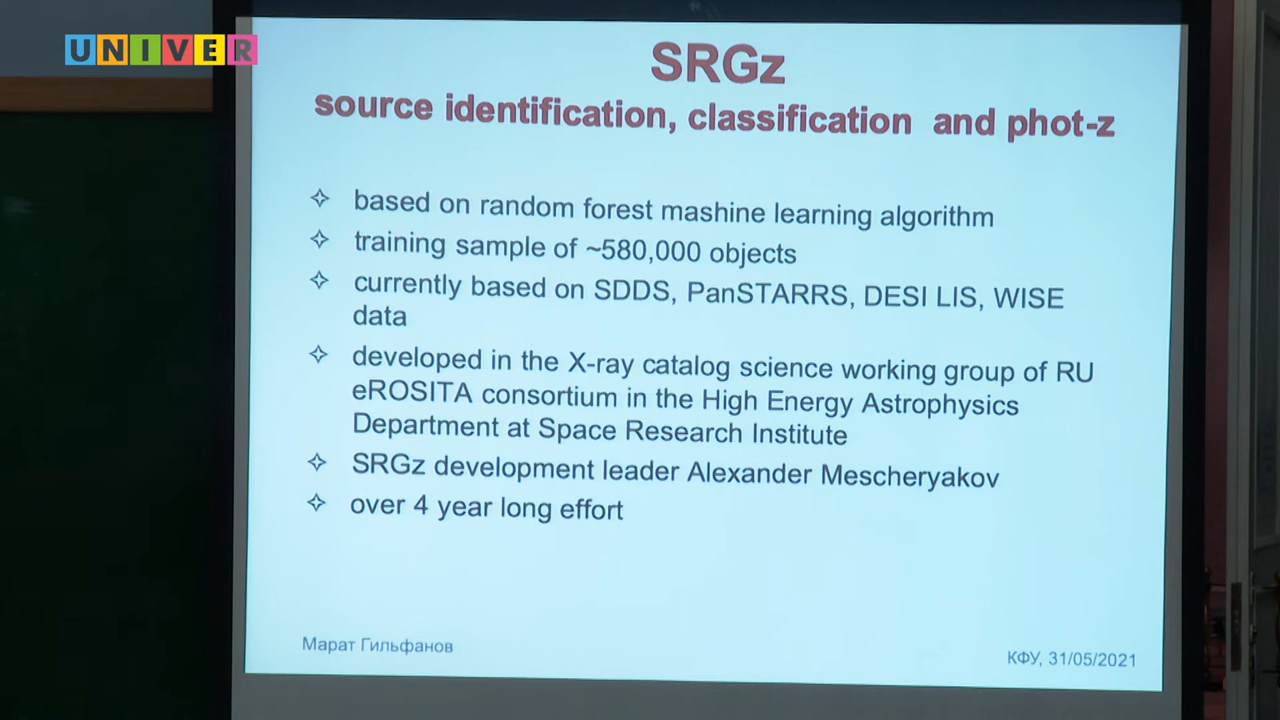 UNIVER
SRGz
source identification, classification and phot-z
based on random forest mashine learning algorithm
training sample of ~580,000 objects
currently based on SDDS, PanSTARRS, DESI LIS, WISE
data
developed in the X-ray catalog science working group of RU
eROSITA consortium in the High Energy Astrophysics
Department at Space Research Institute
SRGz development leader Alexander Mescheryakov
over 4 year long effort
Марат Гильфанов
КФУ, 31/05/2021